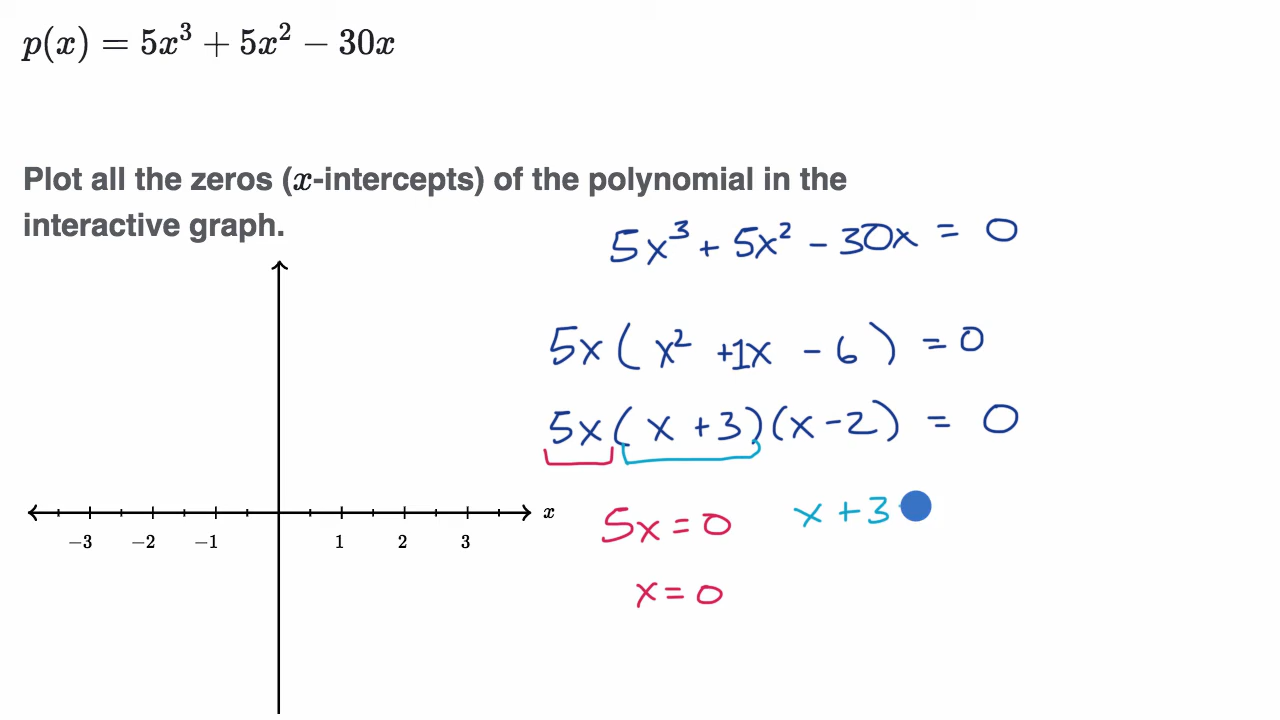 p(x) = 5x³ + 5x² − 30x
Plot all the zeros (x-intercepts) of the polynomial in the
interactive graph.
5x³ + 5x² − 30x = 0
5x( x² +1x − 6 ) = 0
5x( x +3)(x −2) = 0
x
−3 −2 −1 1 2 3
5x = 0
x +3
x = 0